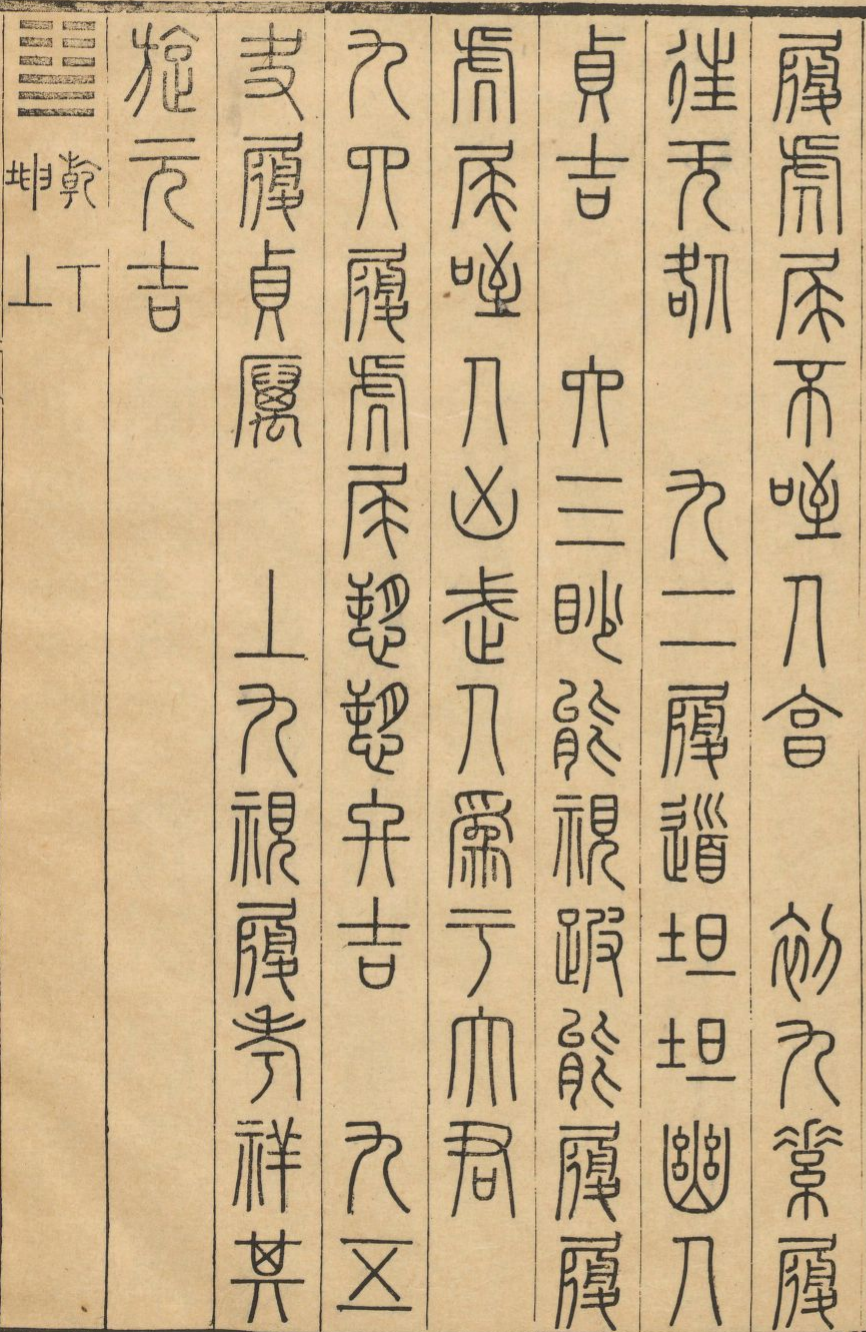 履虎尾不咥人亯　初九素履
往无咎　九二履道坦坦幽人
貞吉　六三眇能視跛能履履
虎尾咥人凶武人爲于大君
九四履虎尾愬愬終吉　九五
夬履貞厲　上九視履考祥其
旋元吉
䷊ 乾下坤上